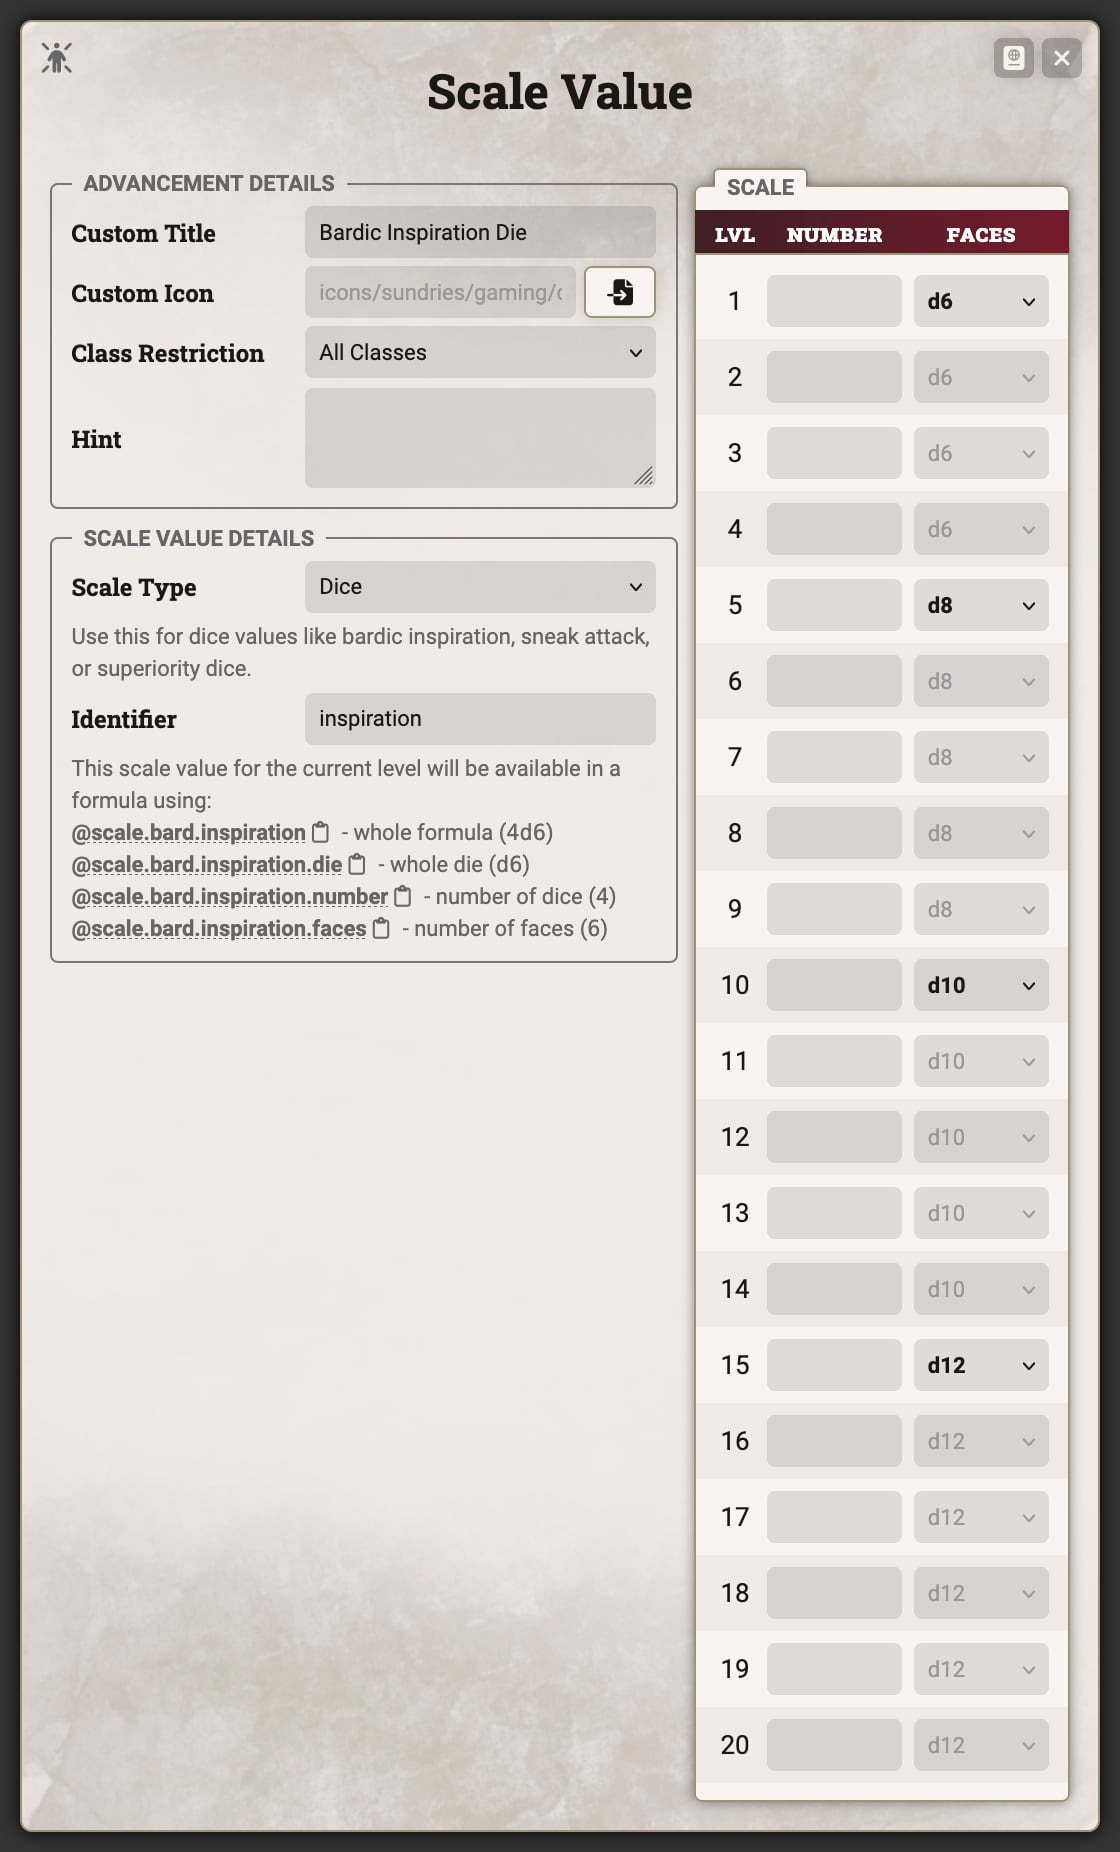 Scale Value
ADVANCEMENT DETAILS
Custom Title
Bardic Inspiration Die
Custom Icon
icons/sundries/gaming/
Class Restriction
All Classes
Hint
SCALE VALUE DETAILS
Scale Type
Dice
Use this for dice values like bardic inspiration, sneak attack,
or superiority dice.
Identifier
inspiration
This scale value for the current level will be available in a
formula using:
@scale.bard.inspiration - whole formula (4d6)
@scale.bard.inspiration.die - whole die (d6)
@scale.bard.inspiration.number - number of dice (4)
@scale.bard.inspiration.faces - number of faces (6)
SCALE
LVL NUMBER FACES
1 d6
2 d6
3 d6
4 d6
5 d8
6 d8
7 d8
8 d8
9 d8
10 d10
11 d10
12 d10
13 d10
14 d10
15 d12
16 d12
17 d12
18 d12
19 d12
20 d12